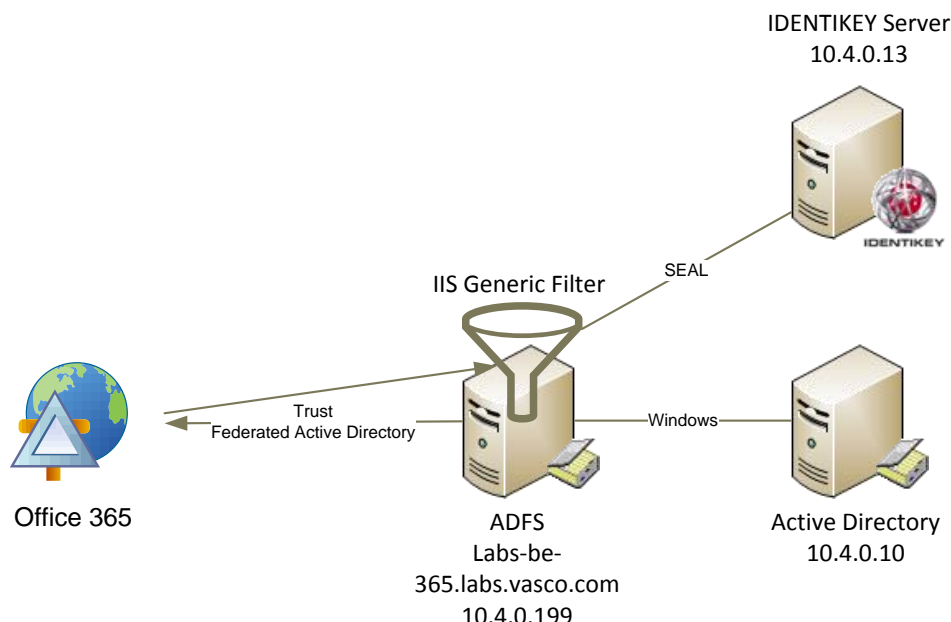 IDENTIKEY Server
10.4.0.13
IDENTIKEY
SEAL
IIS Generic Filter
Trust
Federated Active Directory
Windows
Office 365
ADFS
Labs-be-
365.labs.vasco.com
10.4.0.199
Active Directory
10.4.0.10